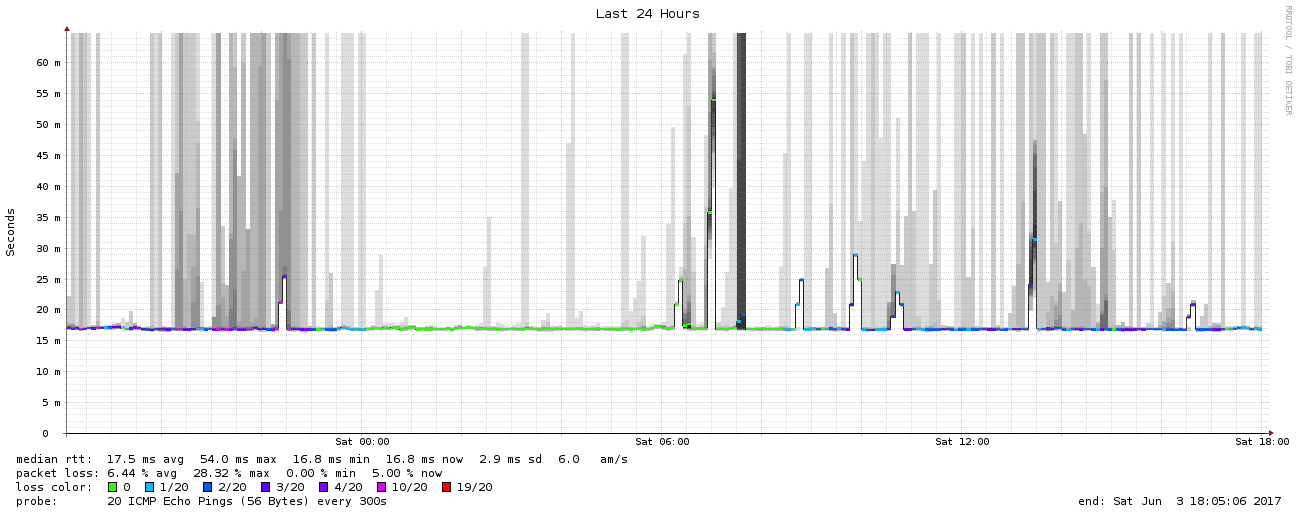 Last 24 Hours
RRDTOOL / TOBI OETIKER
Seconds
60 m
55 m
50 m
45 m
40 m
35 m
30 m
25 m
20 m
15 m
10 m
5 m
0
Sat 00:00 Sat 06:00 Sat 12:00 Sat 18:00
median rtt: 17.5 ms avg 54.0 ms max 16.8 ms min 16.8 ms now 2.9 ms sd 6.0 am/s
packet loss: 6.44 % avg 28.32 % max 0.00 % min 5.00 % now
loss color: 0 1/20 2/20 3/20 4/20 10/20 19/20
probe: 20 ICMP Echo Pings (56 Bytes) every 300s end: Sat Jun 3 18:05:06 2017